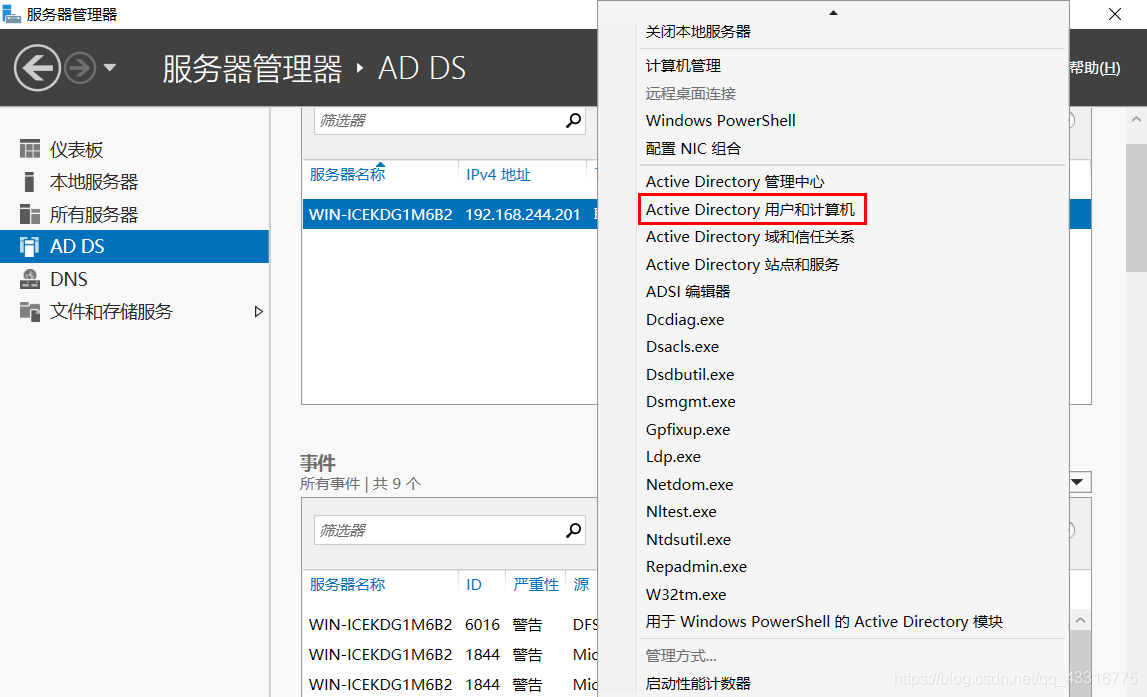 服务器管理器
服务器管理器 AD DS
帮助(H)
仪表板
本地服务器
所有服务器
AD DS
DNS
文件和存储服务
筛选器
服务器名称 IPv4 地址
WIN-ICEKDG1M6B2 192.168.244.201
事件
所有事件 | 共 9 个
筛选器
服务器名称 ID 严重性 源
WIN-ICEKDG1M6B2 6016 警告 DFS
WIN-ICEKDG1M6B2 1844 警告 Mic
WIN-ICEKDG1M6B2 1844 警告 Mic
关闭本地服务器
计算机管理
远程桌面连接
Windows PowerShell
配置 NIC 组合
Active Directory 管理中心
Active Directory 用户和计算机
Active Directory 域和信任关系
Active Directory 站点和服务
ADSI 编辑器
Dcdiag.exe
Dsacls.exe
Dsdbutil.exe
Dsmgmt.exe
Gpfixup.exe
Ldp.exe
Netdom.exe
Nltest.exe
Ntdsutil.exe
Repadmin.exe
W32tm.exe
用于 Windows PowerShell 的 Active Directory 模块
管理方式...
启动性能计数器
https://blog.csdn.net/qq_43316775